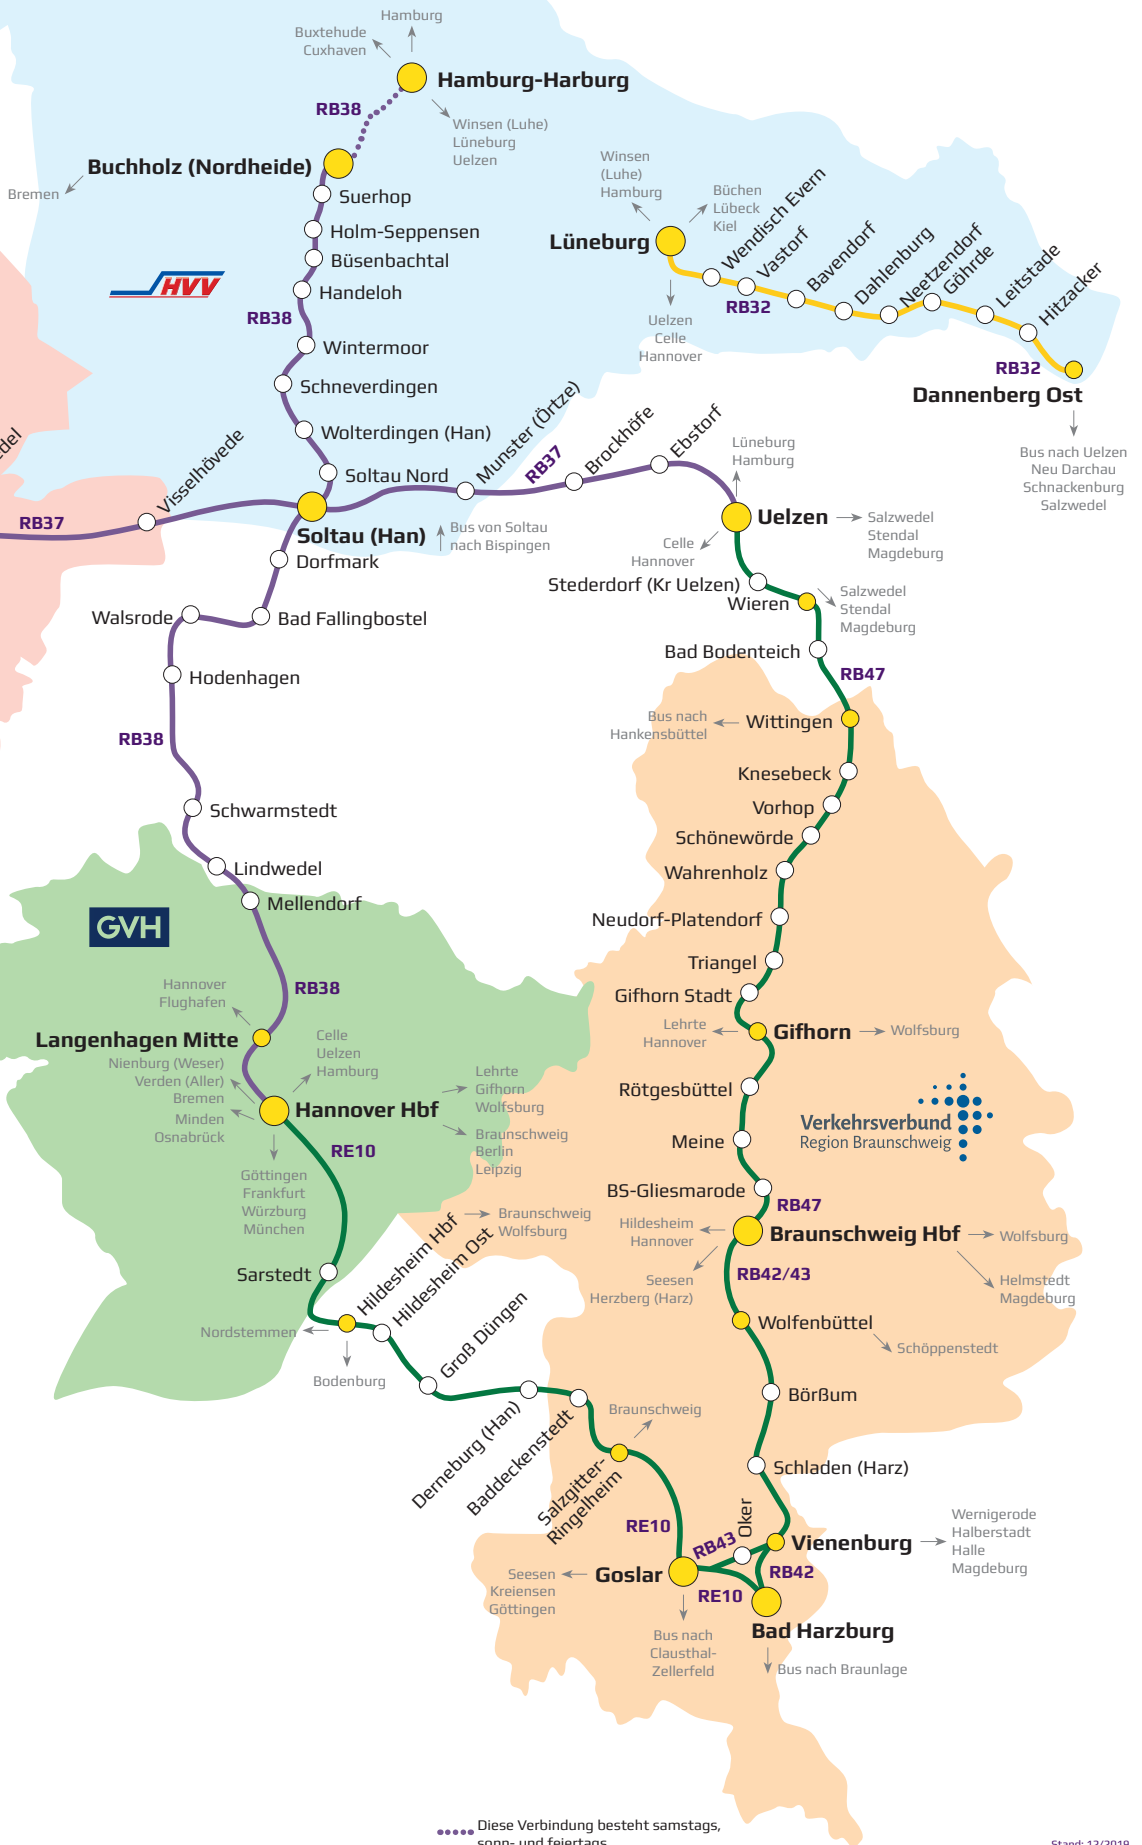 Hamburg
Buxtehude
Cuxhaven
Hamburg-Harburg
RB38
Winsen (Luhe)
Lüneburg
Uelzen
Buchholz (Nordheide)
Bremen
Suerhop
Holm-Seppensen
Büsenbachtal
HVV
Handeloh
RB38
Wintermoor
Schneverdingen
Wolterdingen (Han)
Soltau Nord
Winsen
(Luhe)
Hamburg
Büchen
Lübeck
Kiel
Lüneburg
Wendisch Evern
Vastorf
Bavendorf
Dahlenburg
Neetzendorf
Göhrde
Leitstade
Hitzacker
RB32
Uelzen
Celle
Hannover
RB32
Dannenberg Ost
Bus nach Uelzen
Neu Darchau
Schnackenburg
Salzwedel
edel
Visselhövede
RB37
Soltau (Han)
Bus von Soltau
nach Bispingen
Munster (Örtze)
RB37
Brockhöfe
Ebstorf
Lüneburg
Hamburg
Uelzen
Salzwedel
Stendal
Magdeburg
Celle
Hannover
Dorfmark
Walsrode
Bad Fallingbostel
Hodenhagen
RB38
Schwarmstedt
Lindwedel
Mellendorf
GVH
Stederdorf (Kr Uelzen)
Wieren
Salzwedel
Stendal
Magdeburg
Bad Bodenteich
RB47
Bus nach
Hankensbüttel
Wittingen
Knesebeck
Vorhop
Schönewörde
Wahrenholz
Neudorf-Platendorf
Triangel
Gifhorn Stadt
Lehrte
Hannover
Gifhorn
Wolfsburg
Rötgesbüttel
Meine
Verkehrsverbund
Region Braunschweig
BS-Gliesmarode
RB47
Hannover
Flughafen
RB38
Langenhagen Mitte
Nienburg (Weser)
Verden (Aller)
Bremen
Minden
Osnabrück
Celle
Uelzen
Hamburg
Lehrte
Gifhorn
Wolfsburg
Hannover Hbf
Braunschweig
Berlin
Leipzig
RE10
Göttingen
Frankfurt
Würzburg
München
Sarstedt
Hildesheim Hbf
Braunschweig
Wolfsburg
Hildesheim Ost
Nordstemmen
Bodenburg
Groß Düngen
Derneburg (Han)
Baddeckenstedt
Salzgitter-
Ringelheim
Braunschweig
Hildesheim
Hannover
Braunschweig Hbf
Wolfsburg
Seesen
Herzberg (Harz)
RB42/43
Helmstedt
Magdeburg
Wolfenbüttel
Schöppenstedt
Börßum
Schladen (Harz)
RE10
Oker
RB43
Vienenburg
Wernigerode
Halberstadt
Halle
Magdeburg
RB42
Seesen
Kreiensen
Göttingen
Goslar
RE10
Bad Harzburg
Bus nach
Clausthal-
Zellerfeld
Bus nach Braunlage
Diese Verbindung besteht samstags,
sonn- und feiertags
Stand: 12/2019